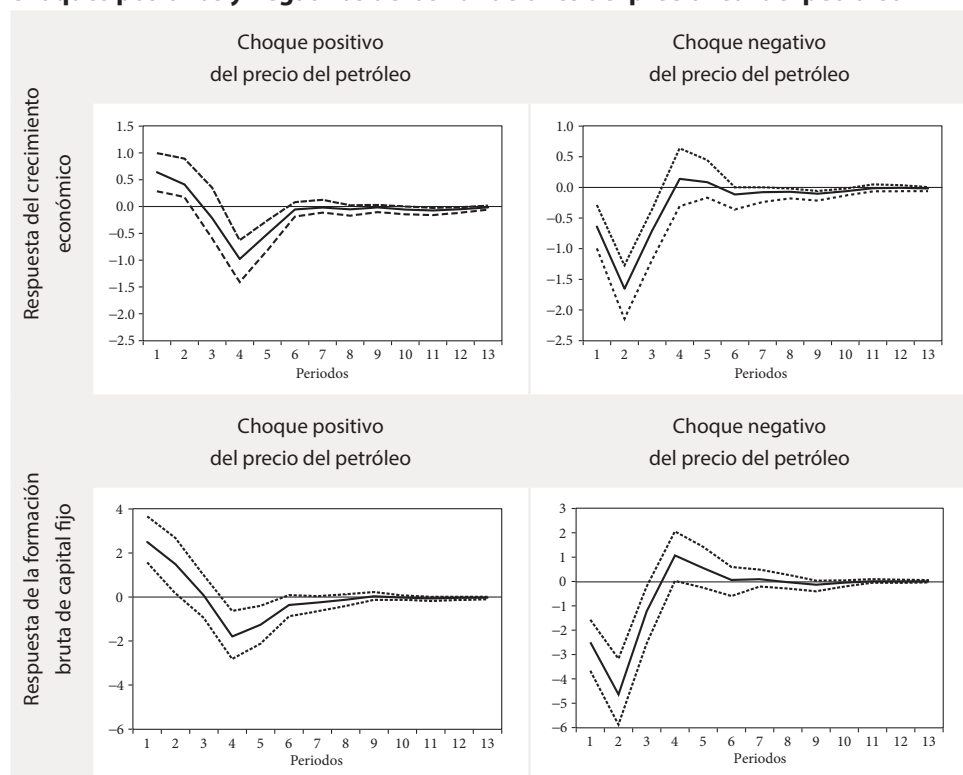 Choque positivo
del precio del petróleo
Choque negativo
del precio del petróleo
Respuesta del crecimiento
económico
1.5
1.0
0.5
0.0
−0.5
−1.0
−1.5
−2.0
−2.5
1 2 3 4 5 6 7 8 9 10 11 12 13
Periodos
1.0
0.5
0.0
−0.5
−1.0
−1.5
−2.0
−2.5
1 2 3 4 5 6 7 8 9 10 11 12 13
Periodos
Choque positivo
del precio del petróleo
Choque negativo
del precio del petróleo
Respuesta de la formación
bruta de capital fijo
4
2
0
−2
−4
−6
1 2 3 4 5 6 7 8 9 10 11 12 13
Periodos
3
2
1
0
−1
−2
−3
−4
−5
−6
1 2 3 4 5 6 7 8 9 10 11 12 13
Periodos